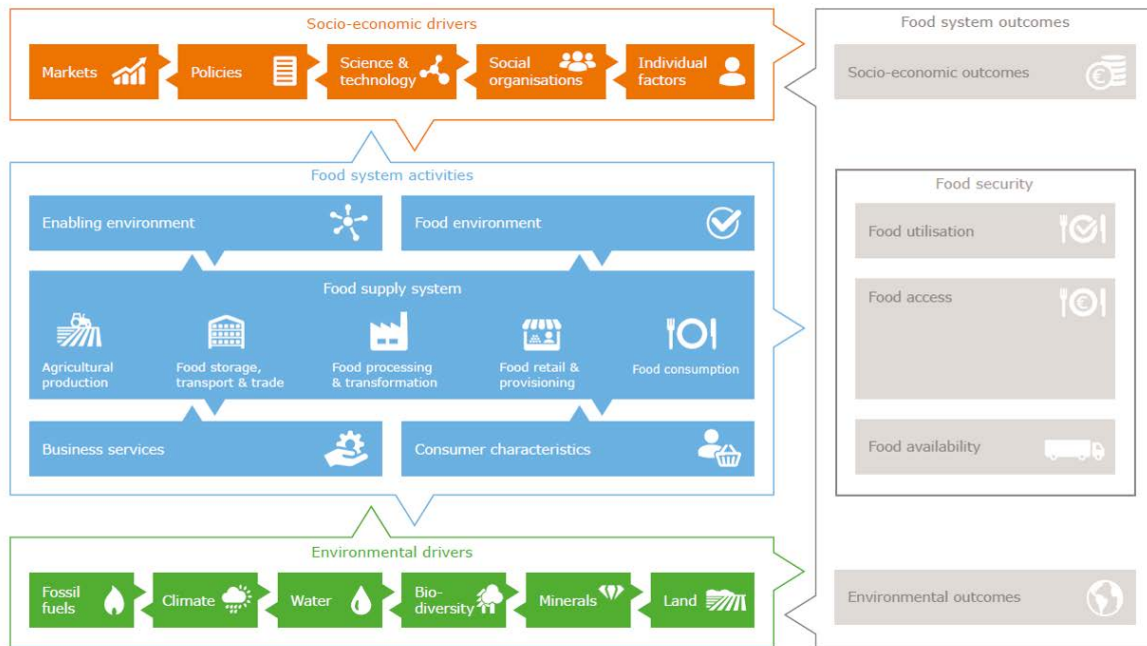 Socio-economic drivers
Markets
Policies
Science &
technology
Social
organisations
Individual
factors
Food system activities
Enabling environment
Food environment
Food supply system
Agricultural
production
Food storage,
transport & trade
Food processing
& transformation
Food retail &
provisioning
Food consumption
Business services
Consumer characteristics
Environmental drivers
Fossil
fuels
Climate
Water
Bio-
diversity
Minerals
Land
Food system outcomes
Socio-economic outcomes
Food security
Food utilisation
Food access
Food availability
Environmental outcomes